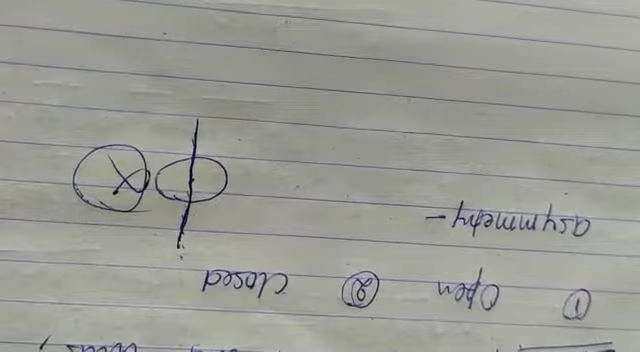 ① Open ② Closed
asymmetry-